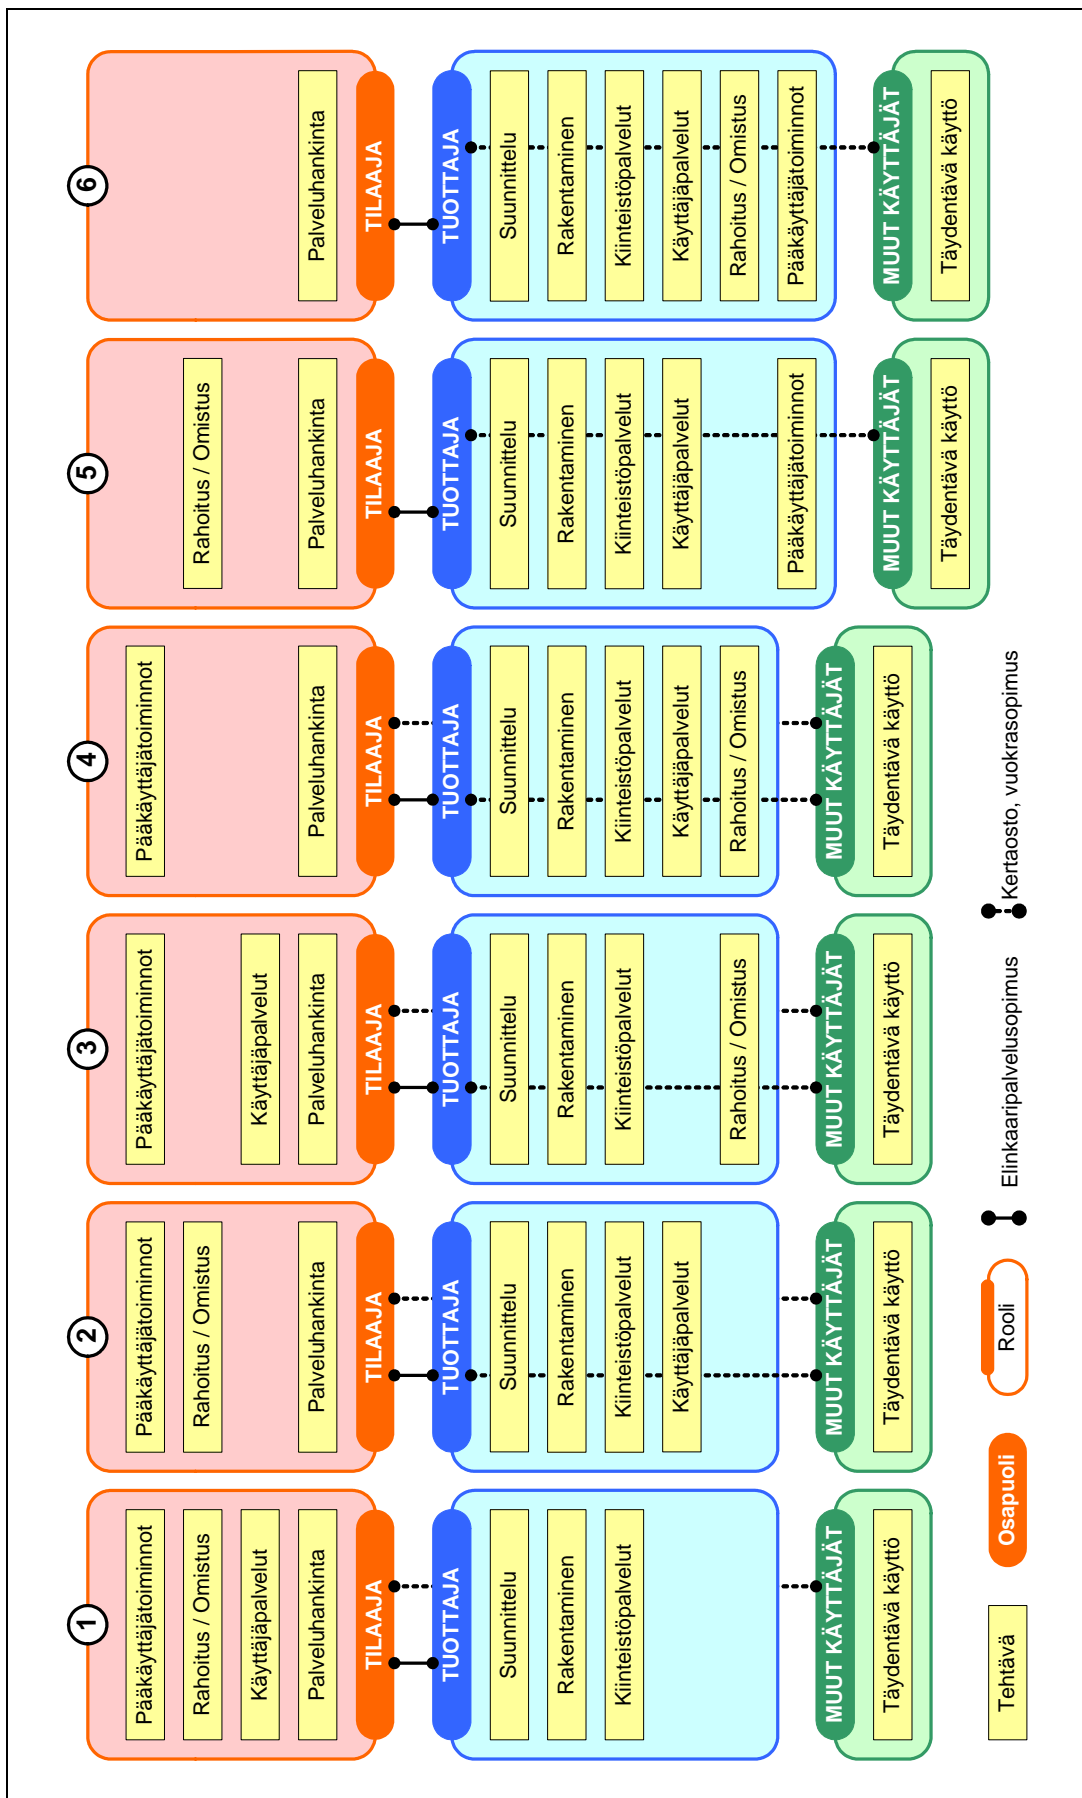 1
Pääkäyttäjätoiminnot
Rahoitus / Omistus
Käyttäjäpalvelut
Palveluhankinta
TILAAJA
TUOTTAJA
Suunnittelu
Rakentaminen
Kiinteistöpalvelut
MUUT KÄYTTÄJÄT
Täydentävä käyttö
2
Pääkäyttäjätoiminnot
Rahoitus / Omistus
Palveluhankinta
TILAAJA
TUOTTAJA
Suunnittelu
Rakentaminen
Kiinteistöpalvelut
Käyttäjäpalvelut
MUUT KÄYTTÄJÄT
Täydentävä käyttö
3
Pääkäyttäjätoiminnot
Käyttäjäpalvelut
Palveluhankinta
TILAAJA
TUOTTAJA
Suunnittelu
Rakentaminen
Kiinteistöpalvelut
Rahoitus / Omistus
MUUT KÄYTTÄJÄT
Täydentävä käyttö
4
Pääkäyttäjätoiminnot
Palveluhankinta
TILAAJA
TUOTTAJA
Suunnittelu
Rakentaminen
Kiinteistöpalvelut
Käyttäjäpalvelut
Rahoitus / Omistus
MUUT KÄYTTÄJÄT
Täydentävä käyttö
5
Rahoitus / Omistus
Palveluhankinta
TILAAJA
TUOTTAJA
Suunnittelu
Rakentaminen
Kiinteistöpalvelut
Käyttäjäpalvelut
Pääkäyttäjätoiminnot
MUUT KÄYTTÄJÄT
Täydentävä käyttö
6
Palveluhankinta
TILAAJA
TUOTTAJA
Suunnittelu
Rakentaminen
Kiinteistöpalvelut
Käyttäjäpalvelut
Rahoitus / Omistus
Pääkäyttäjätoiminnot
MUUT KÄYTTÄJÄT
Täydentävä käyttö
Tehtävä
Osapuoli
Rooli
Elinkaaripalvelusopimus
Kertaosto, vuokrasopimus